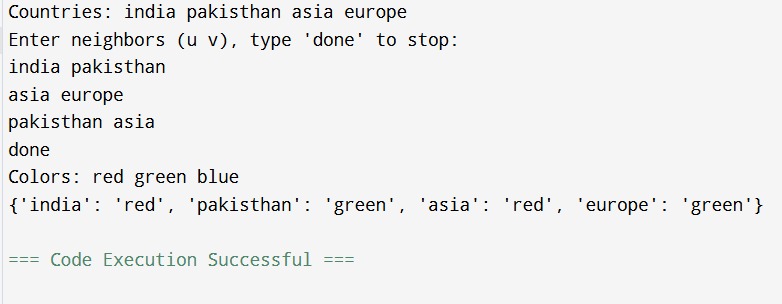 Countries: india pakisthan asia europe
Enter neighbors (u v), type 'done' to stop:
india pakisthan
asia europe
pakisthan asia
done
Colors: red green blue
{'india': 'red', 'pakisthan': 'green', 'asia': 'red', 'europe': 'green'}
=== Code Execution Successful ===